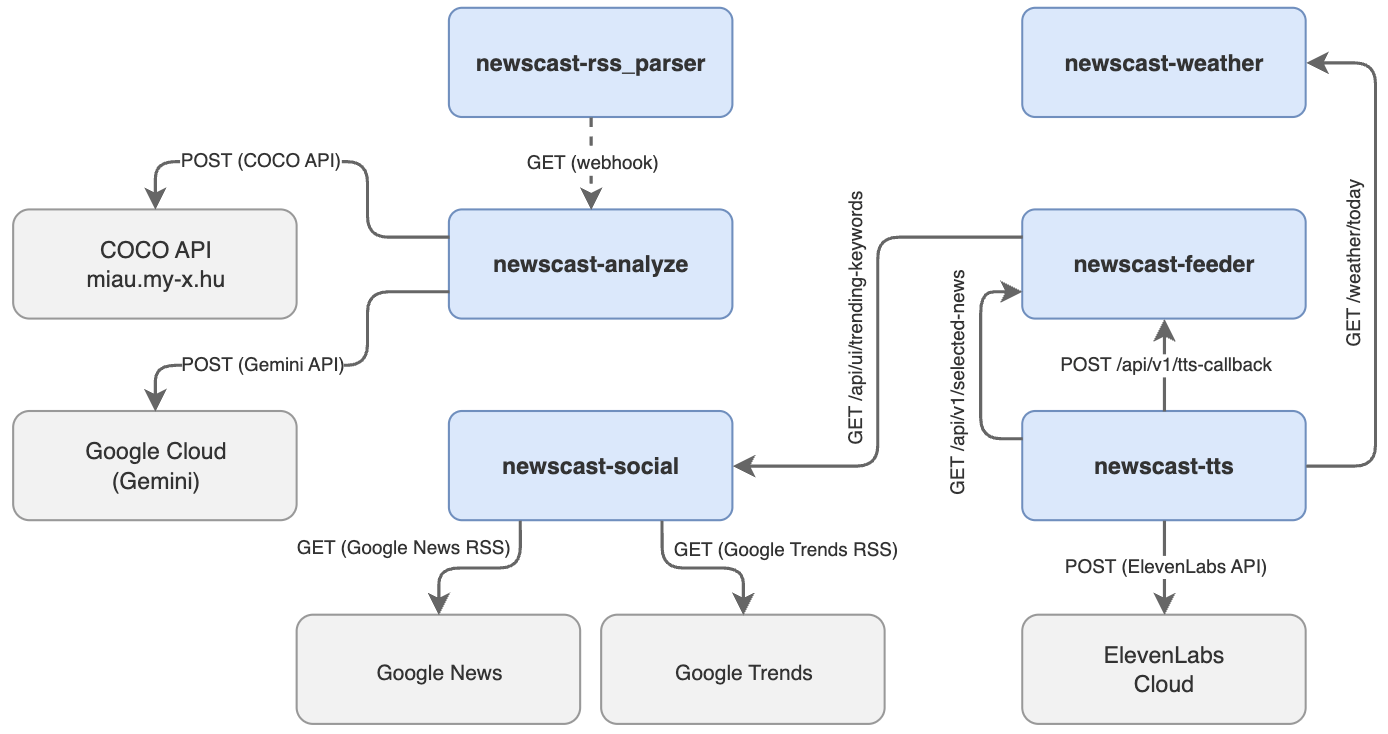 newscast-rss_parser
newscast-weather
GET (webhook)
POST (COCO API)
COCO API
miau.my-x.hu
newscast-analyze
newscast-feeder
GET /weather/today
GET /api/ui/trending-keywords
GET /api/v1/selected-news
POST (Gemini API)
POST /api/v1/tts-callback
Google Cloud
(Gemini)
newscast-social
newscast-tts
GET (Google News RSS)
GET (Google Trends RSS)
POST (ElevenLabs API)
Google News
Google Trends
ElevenLabs
Cloud